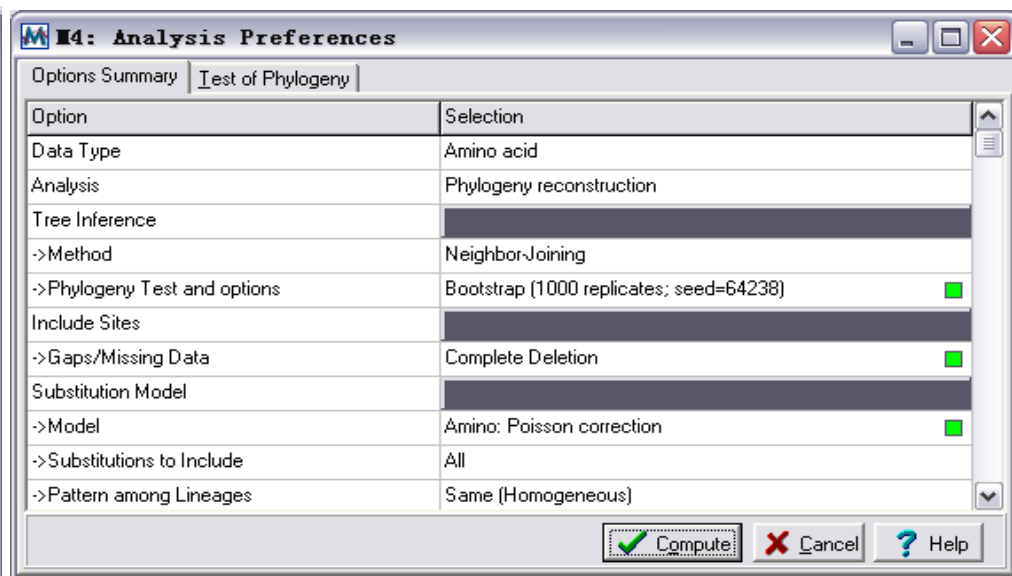 M4: Analysis Preferences
Options Summary Test of Phylogeny
Option Selection
Data Type Amino acid
Analysis Phylogeny reconstruction
Tree Inference
->Method Neighbor-Joining
->Phylogeny Test and options Bootstrap (1000 replicates; seed=64238)
Include Sites
->Gaps/Missing Data Complete Deletion
Substitution Model
->Model Amino: Poisson correction
->Substitutions to Include All
->Pattern among Lineages Same (Homogeneous)
Compute Cancel Help